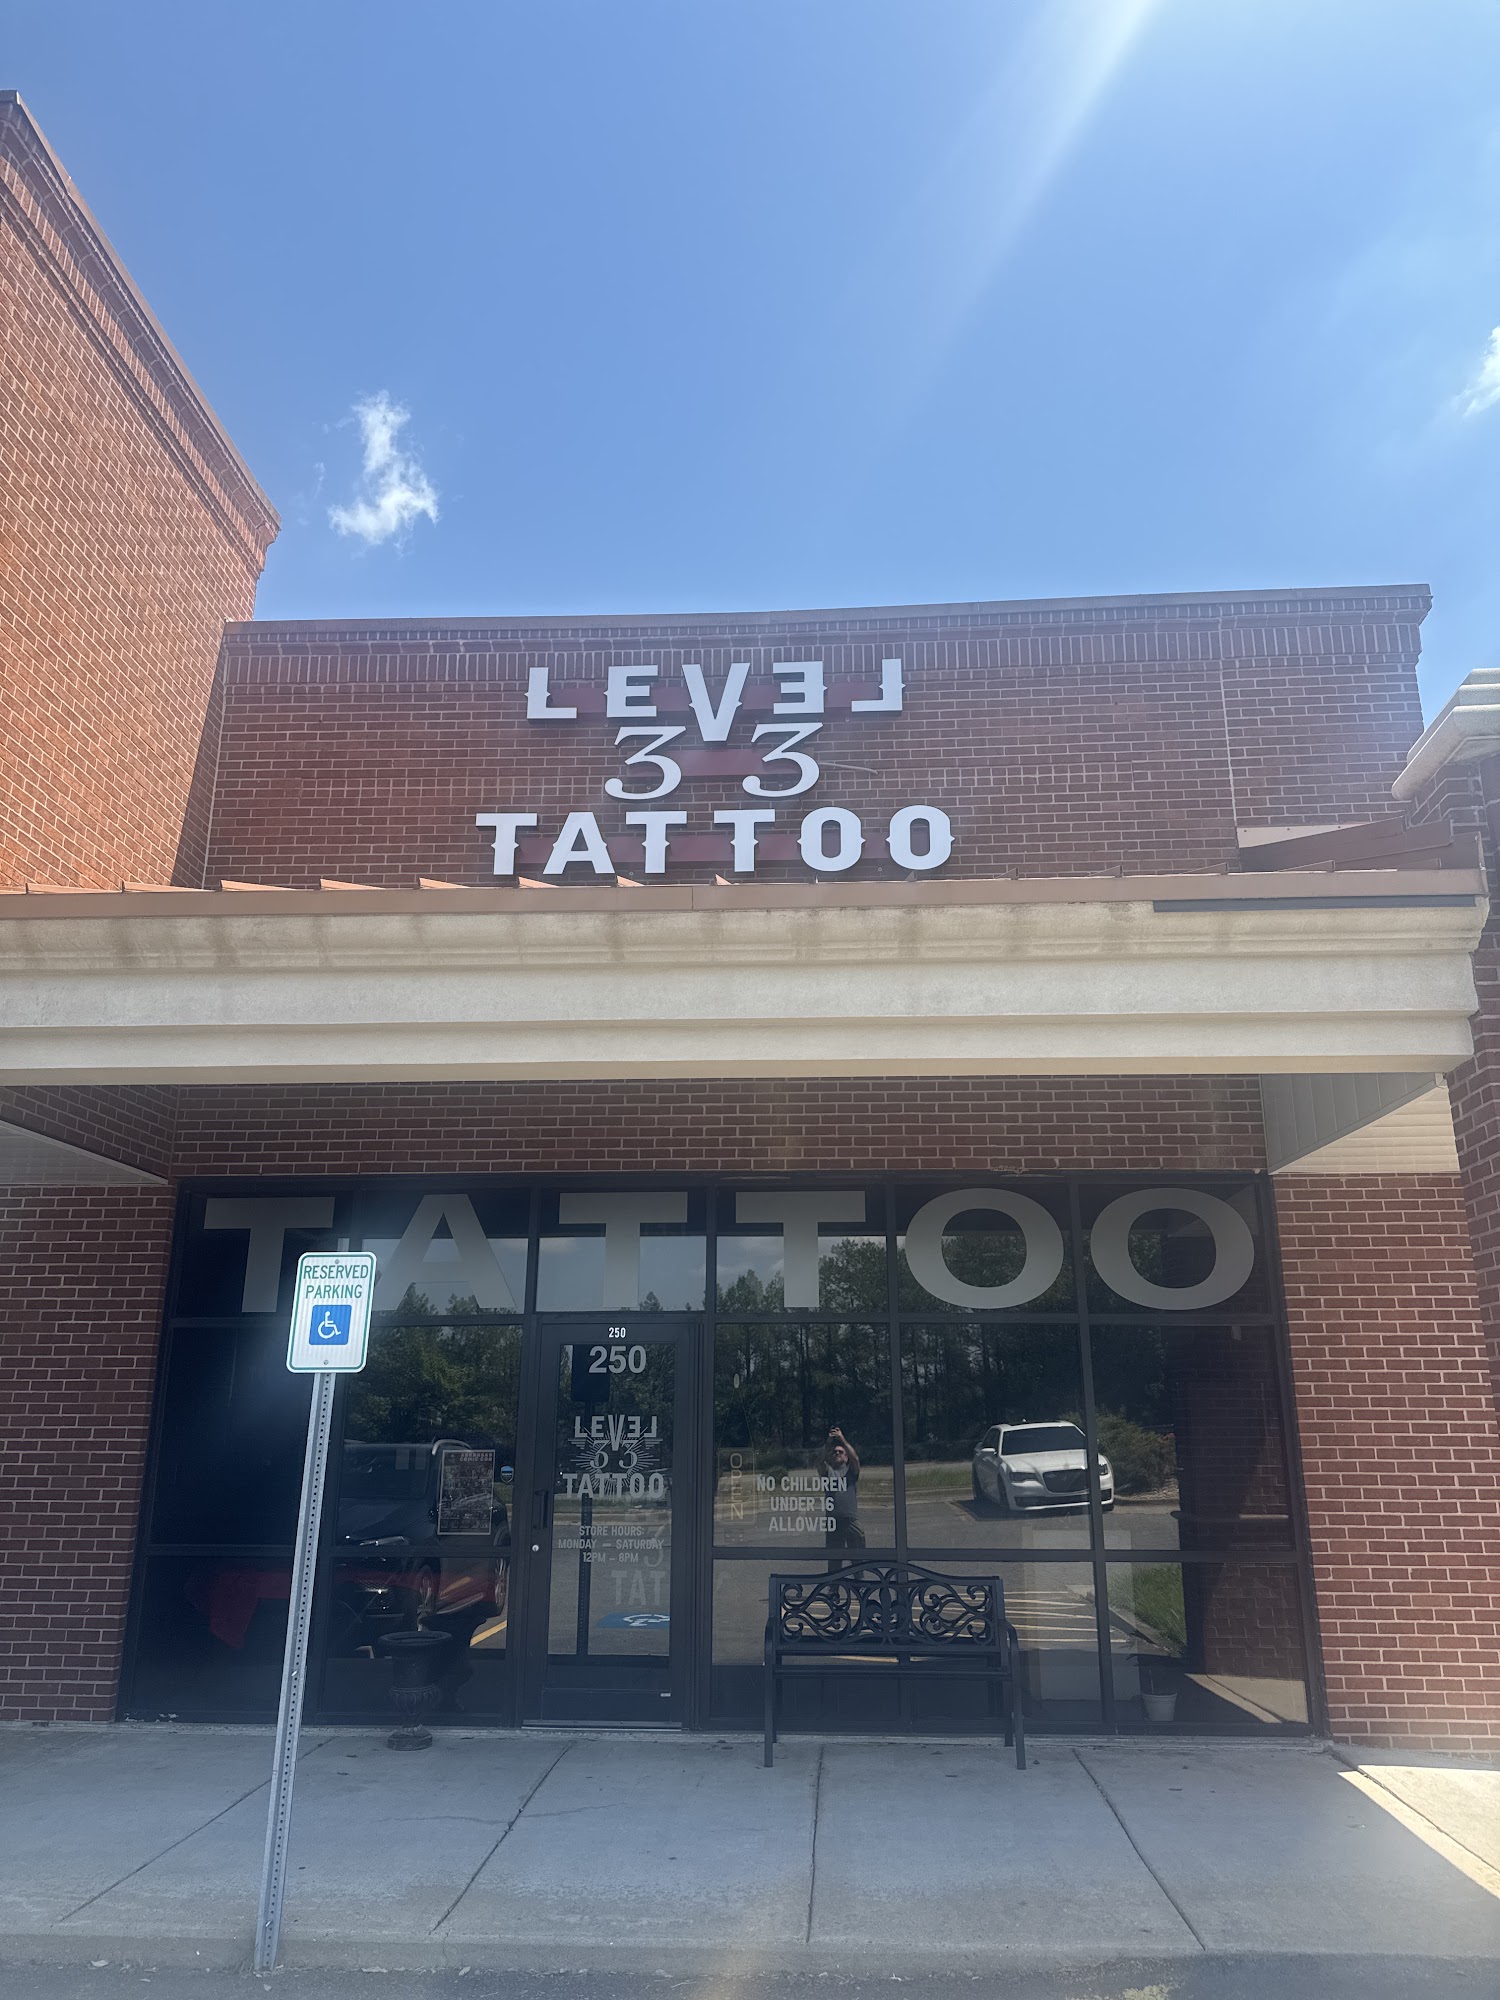 LEVEL
33
TATTOO
TATTOO
RESERVED
PARKING
250
250
LEVEL
33
TATTOO
STORE HOURS:
MONDAY – SATURDAY
12PM – 8PM
OPEN
NO CHILDREN
UNDER 16
ALLOWED